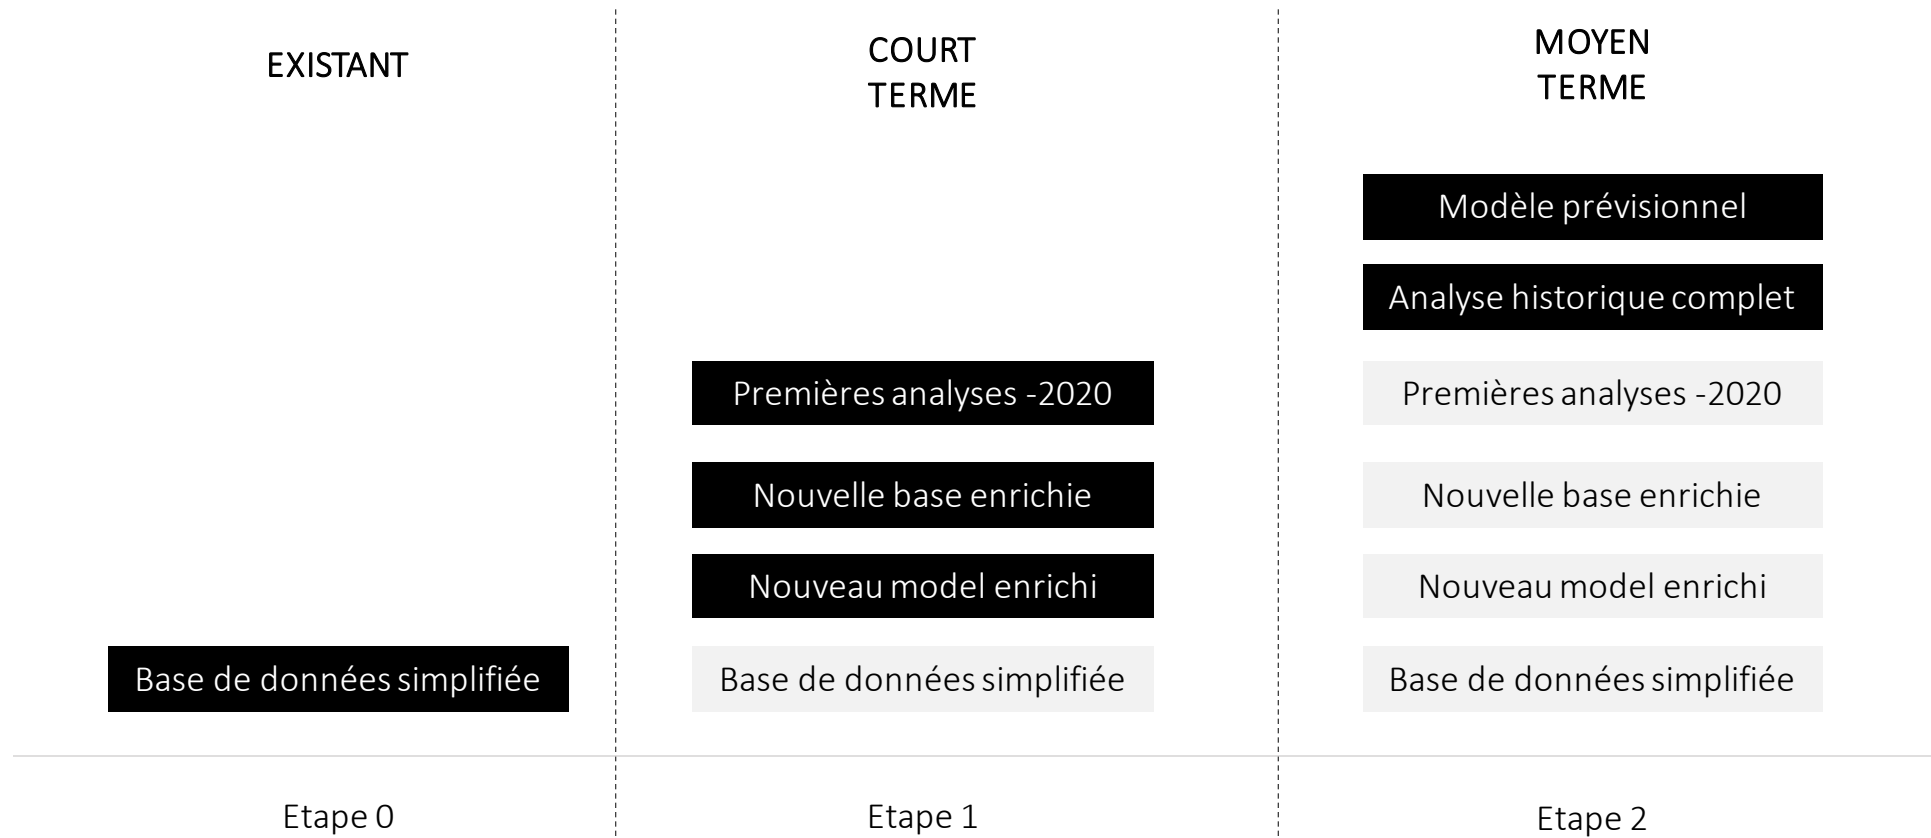 EXISTANT
COURT
TERME
MOYEN
TERME
Modèle prévisionnel
Analyse historique complet
Premières analyses -2020
Premières analyses -2020
Nouvelle base enrichie
Nouvelle base enrichie
Nouveau model enrichi
Nouveau model enrichi
Base de données simplifiée
Base de données simplifiée
Base de données simplifiée
Etape 0
Etape 1
Etape 2